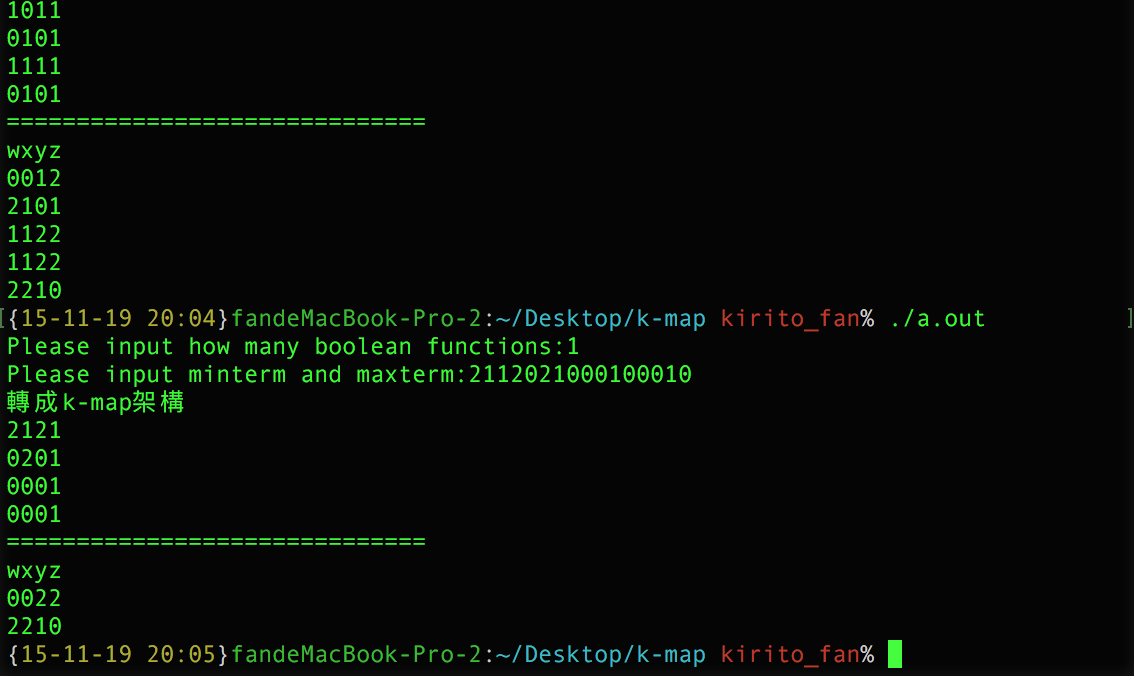 1011
0101
1111
0101
==============================
wxyz
0012
2101
1122
1122
2210
[{15-11-19 20:04}fandeMacBook-Pro-2:~/Desktop/k-map kirito_fan% ./a.out ]
Please input how many boolean functions:1
Please input minterm and maxterm:2112021000100010
轉成k-map架構
2121
0201
0001
0001
==============================
wxyz
0022
2210
{15-11-19 20:05}fandeMacBook-Pro-2:~/Desktop/k-map kirito_fan%